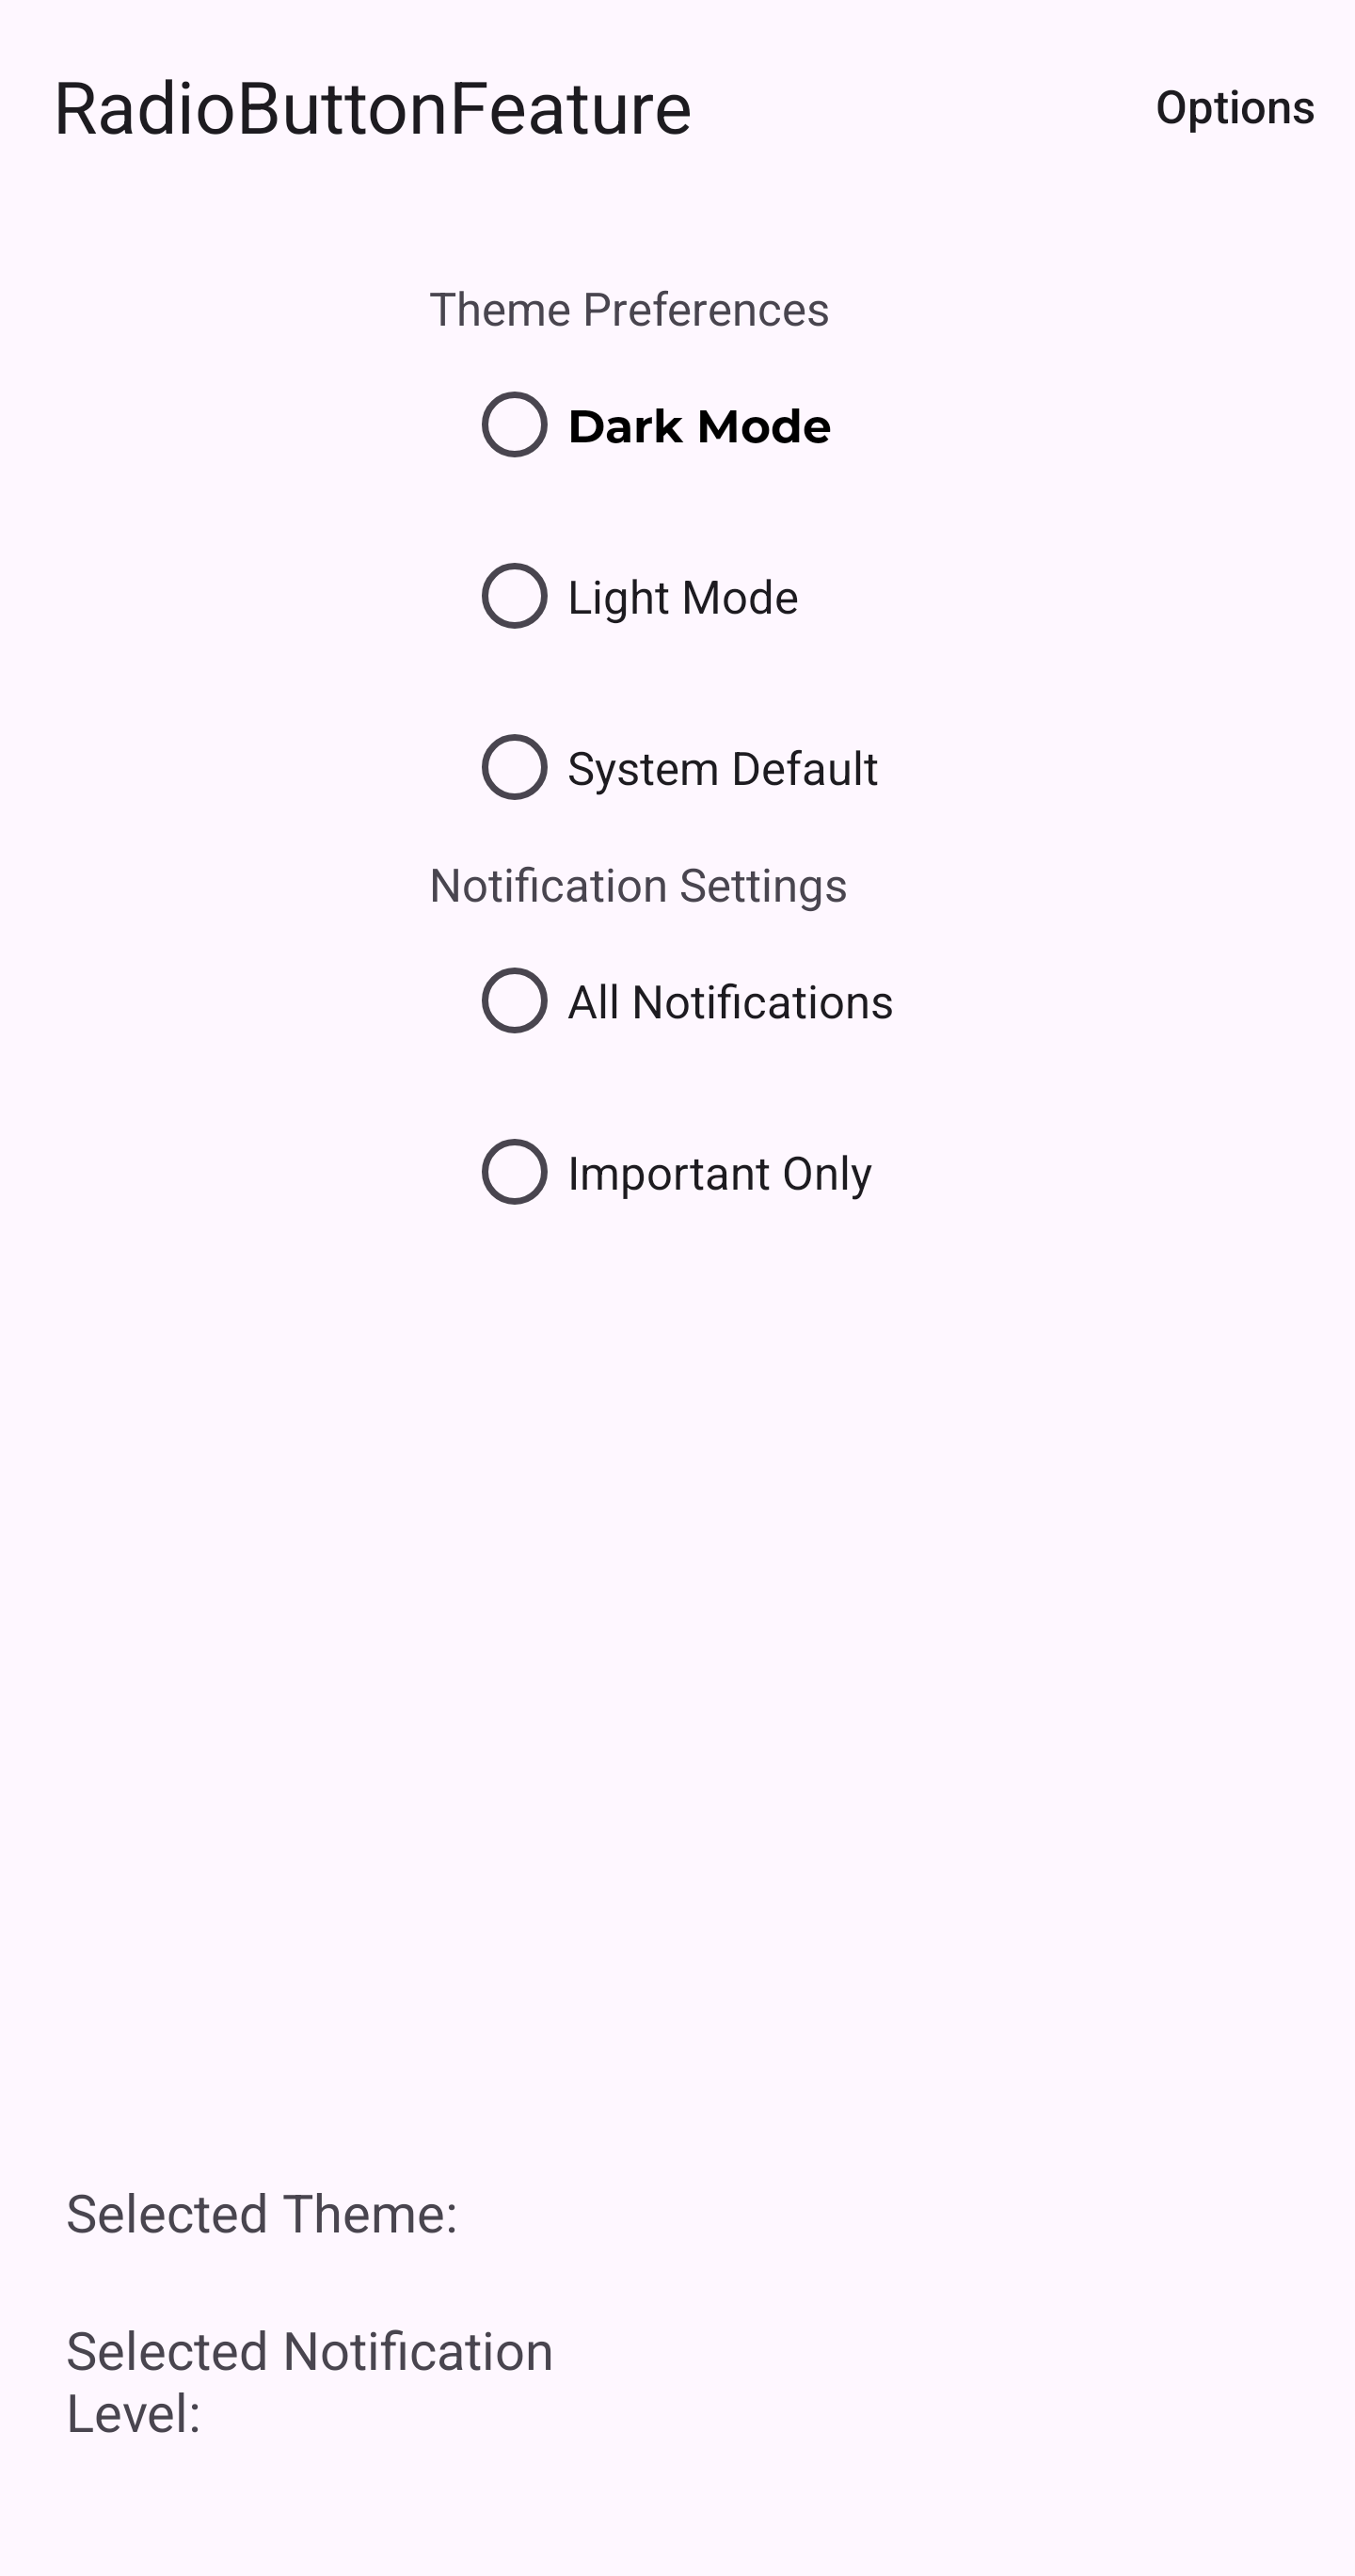 RadioButtonFeature
Options
Theme Preferences
Dark Mode
Light Mode
System Default
Notification Settings
All Notifications
Important Only
Selected Theme:
Selected Notification
Level: